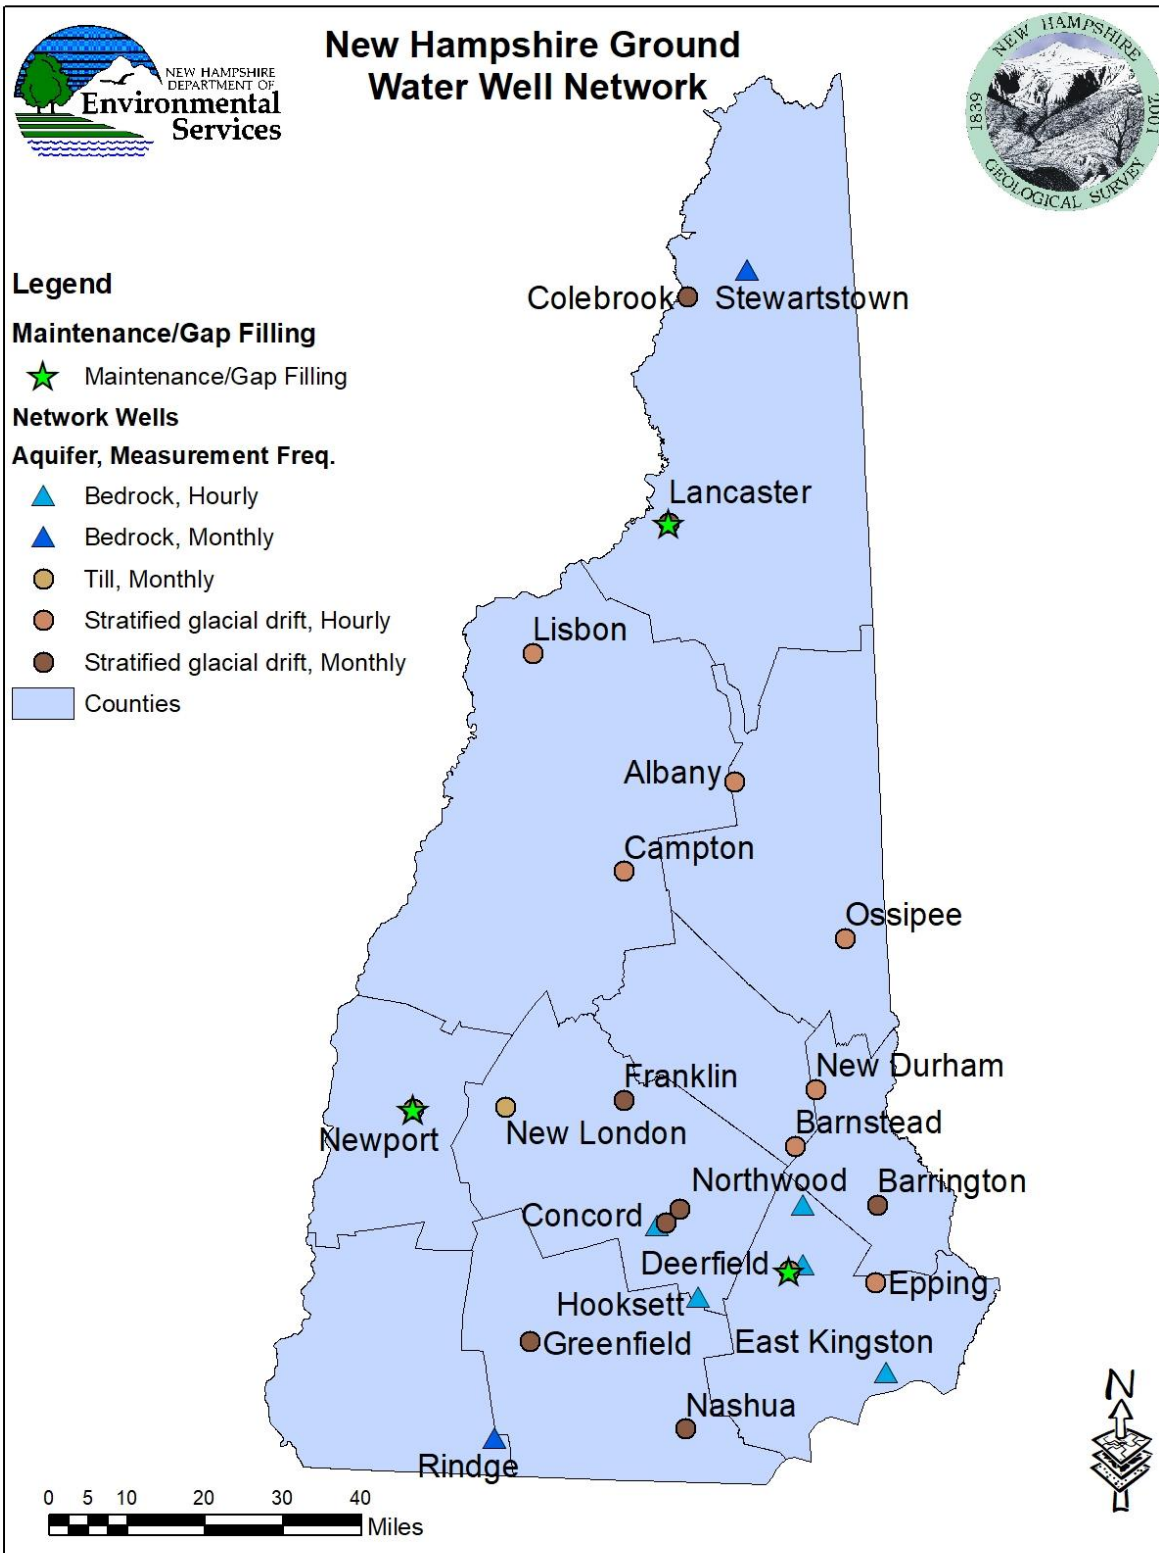 New Hampshire Ground
Water Well Network
NEW HAMPSHIRE
DEPARTMENT OF
Environmental
Services
NEW HAMPSHIRE
1839
2001
GEOLOGICAL SURVEY
Legend
Maintenance/Gap Filling
Maintenance/Gap Filling
Network Wells
Aquifer, Measurement Freq.
Bedrock, Hourly
Bedrock, Monthly
Till, Monthly
Stratified glacial drift, Hourly
Stratified glacial drift, Monthly
Counties
Colebrook
Stewartstown
Lancaster
Lisbon
Albany
Campton
Ossipee
New Durham
Franklin
Newport
New London
Barnstead
Northwood
Barrington
Concord
Deerfield
Epping
Hooksett
Greenfield
East Kingston
Nashua
Rindge
N
0 5 10 20 30 40
Miles